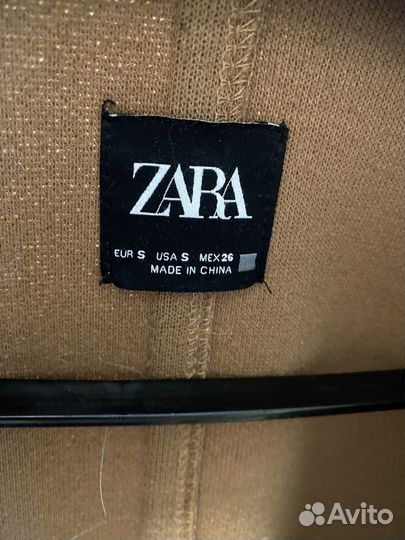 ZARA
EUR S USA S MEX 26
MADE IN CHINA
Avito